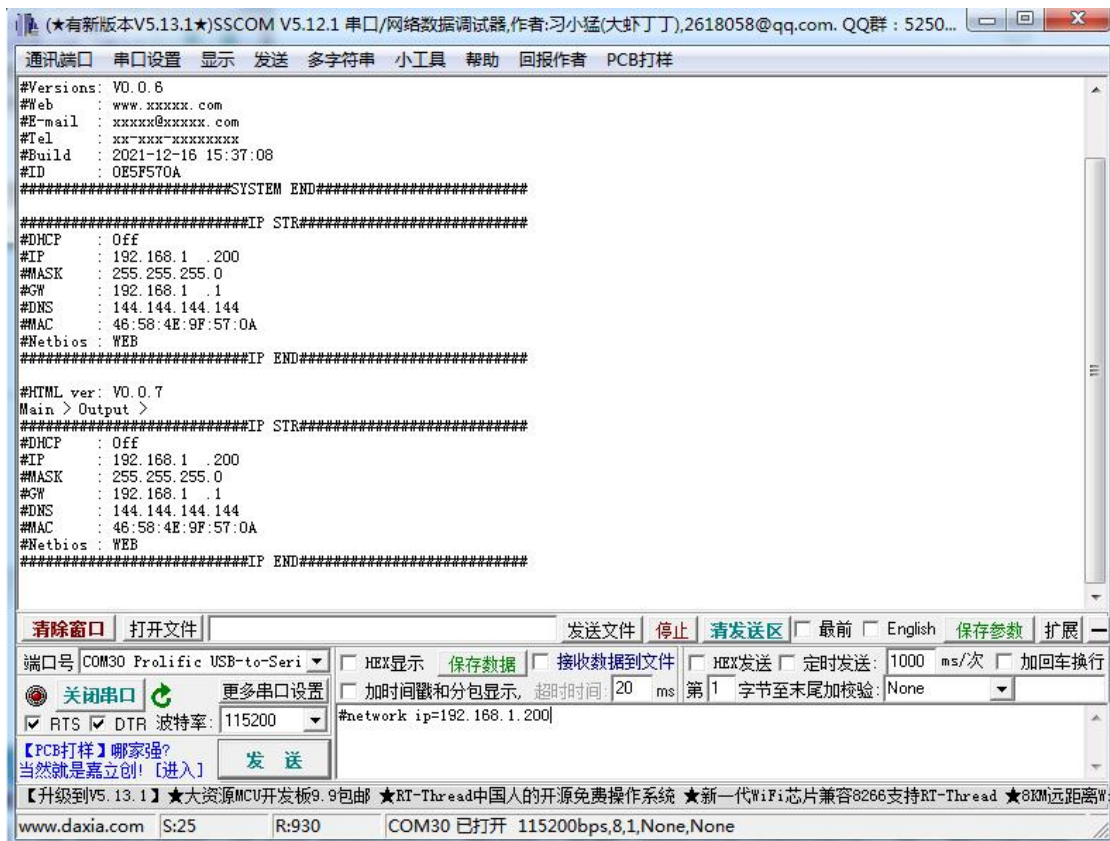 (★有新版本V5.13.1★)SSCOM V5.12.1 串口/网络数据调试器,作者:习小猛(大虾丁丁),2618058@qq.com. QQ群：5250...
通讯端口 串口设置 显示 发送 多字符串 小工具 帮助 回报作者 PCB打样
#Versions: V0.0.6
#Web : www.xxxxx.com
#E-mail : xxxxx@xxxxx.com
#Tel : xx-xxx-xxxxxxxx
#Build : 2021-12-16 15:37:08
#ID : 0E5F570A
#########################SYSTEM END#########################
###########################IP STR###########################
#DHCP : Off
#IP : 192.168.1 .200
#MASK : 255.255.255.0
#GW : 192.168.1 .1
#DNS : 144.144.144.144
#MAC : 46:58:4E:9F:57:0A
#Netbios : WEB
###########################IP END###########################
#HTML ver: V0.0.7
Main > Output >
###########################IP STR###########################
#DHCP : Off
#IP : 192.168.1 .200
#MASK : 255.255.255.0
#GW : 192.168.1 .1
#DNS : 144.144.144.144
#MAC : 46:58:4E:9F:57:0A
#Netbios : WEB
###########################IP END###########################
清除窗口 打开文件 发送文件 停止 清发送区 最前 English 保存参数 扩展 —
端口号 COM30 Prolific USB-to-Seri HEX显示 保存数据 接收数据到文件 HEX发送 定时发送: 1000 ms/次 加回车换行
关闭串口 更多串口设置 加时间戳和分包显示, 超时时间: 20 ms 第 1 字节至末尾加校验: None
RTS DTR 波特率: 115200 #network ip=192.168.1.200
【PCB打样】哪家强?
当然就是嘉立创! [进入]
发 送
【升级到V5.13.1】★大资源MCU开发板9.9包邮 ★RT-Thread中国人的开源免费操作系统 ★新一代WiFi芯片兼容8266支持RT-Thread ★8KM远距离W
www.daxia.com S:25 R:930 COM30 已打开 115200bps,8,1,None,None